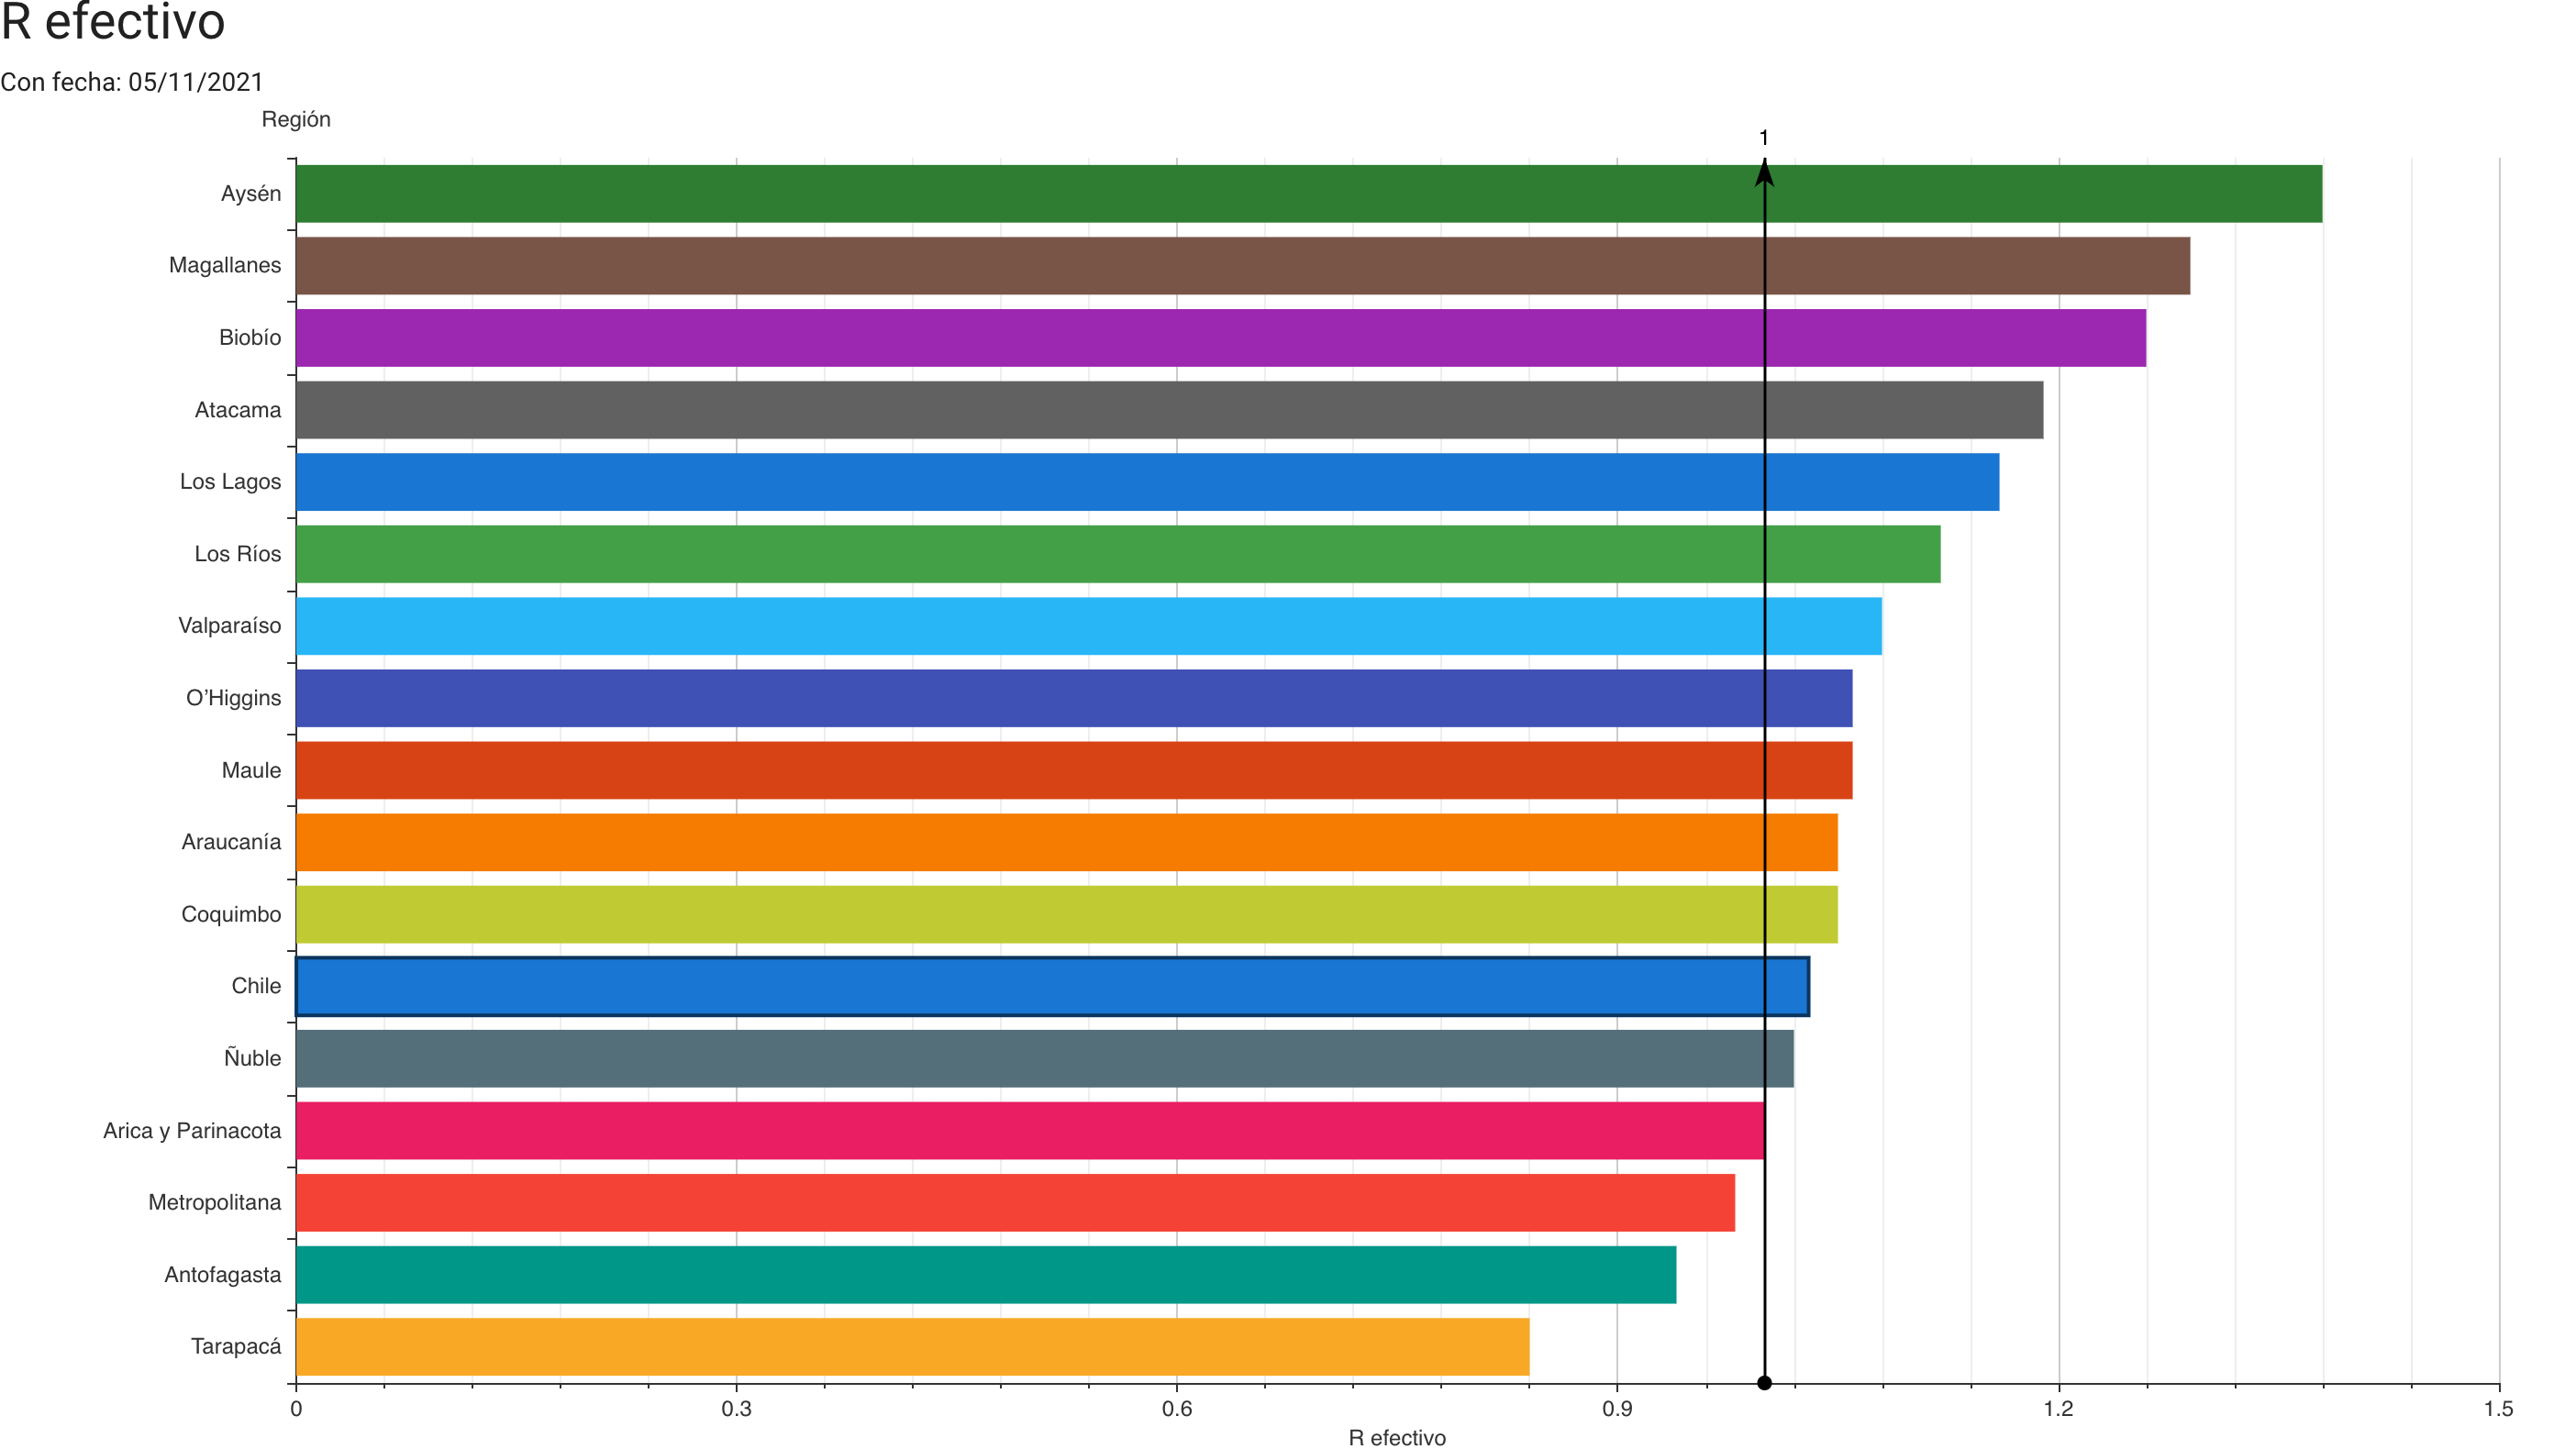 R efectivo
Con fecha: 05/11/2021
Región
1
Aysén
Magallanes
Biobío
Atacama
Los Lagos
Los Ríos
Valparaíso
O’Higgins
Maule
Araucanía
Coquimbo
Chile
Ñuble
Arica y Parinacota
Metropolitana
Antofagasta
Tarapacá
0 0.3 0.6 0.9 1.2 1.5
R efectivo